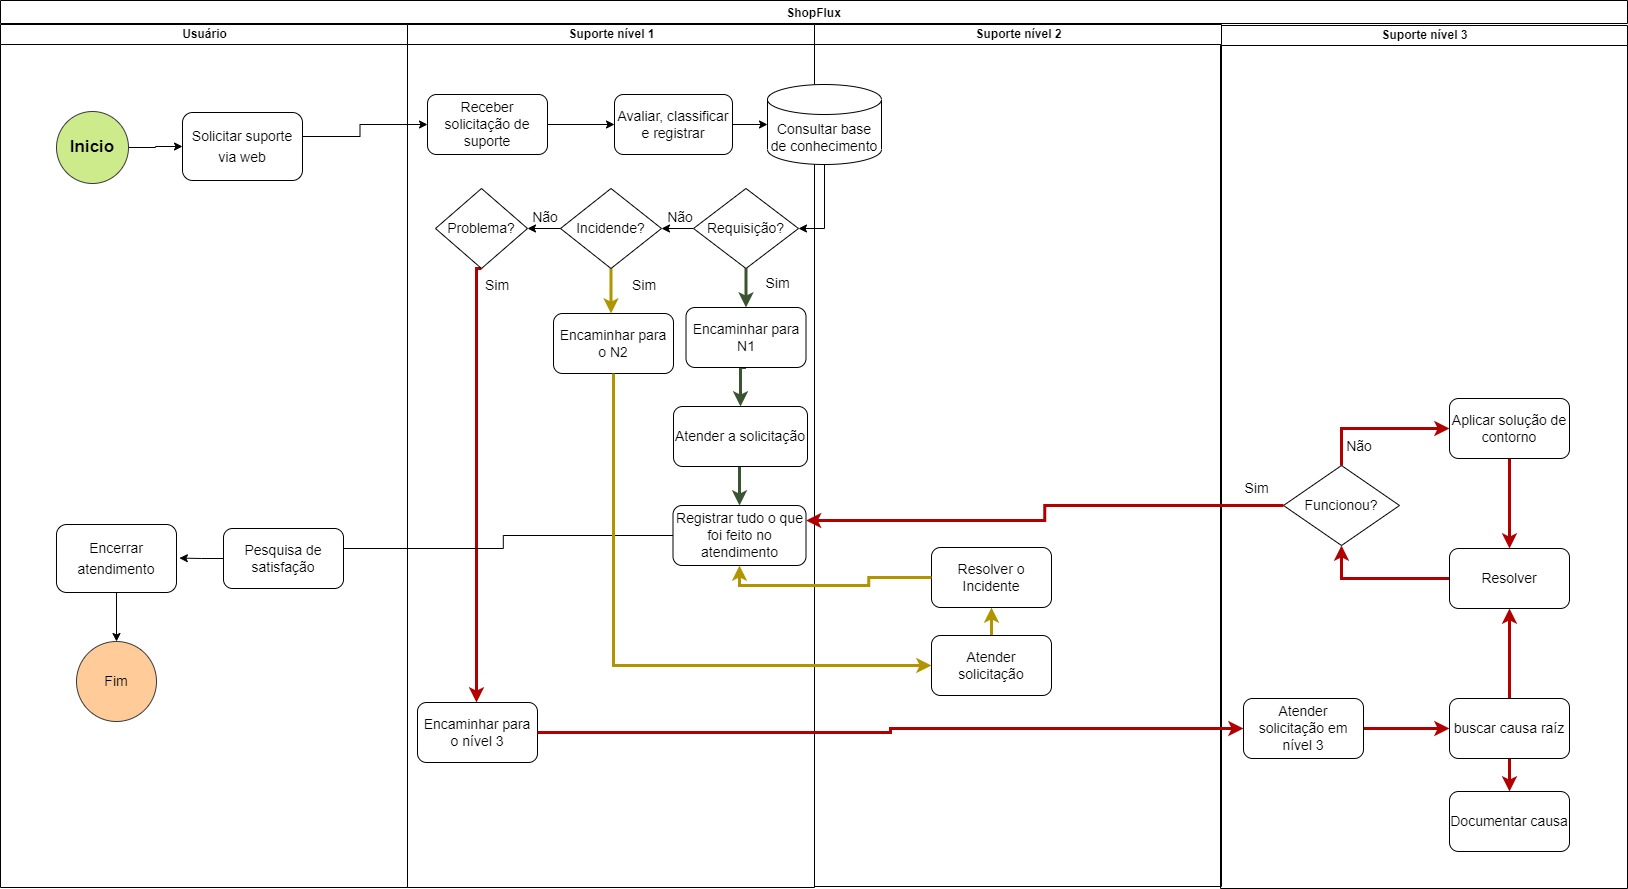 ShopFlux
Usuário
Suporte nível 1
Suporte nível 2
Suporte nível 3
Inicio
Solicitar suporte
via web
Receber
solicitação de
suporte
Avaliar, classificar
e registrar
Consultar base
de conhecimento
Problema?
Não
Incidende?
Não
Requisição?
Sim
Sim
Sim
Encaminhar para
o N2
Encaminhar para
N1
Atender a solicitação
Registrar tudo o que
foi feito no
atendimento
Encerrar
atendimento
Pesquisa de
satisfação
Fim
Resolver o
Incidente
Atender
solicitação
Encaminhar para
o nível 3
Aplicar solução de
contorno
Não
Sim
Funcionou?
Resolver
Atender
solicitação em
nível 3
buscar causa raíz
Documentar causa